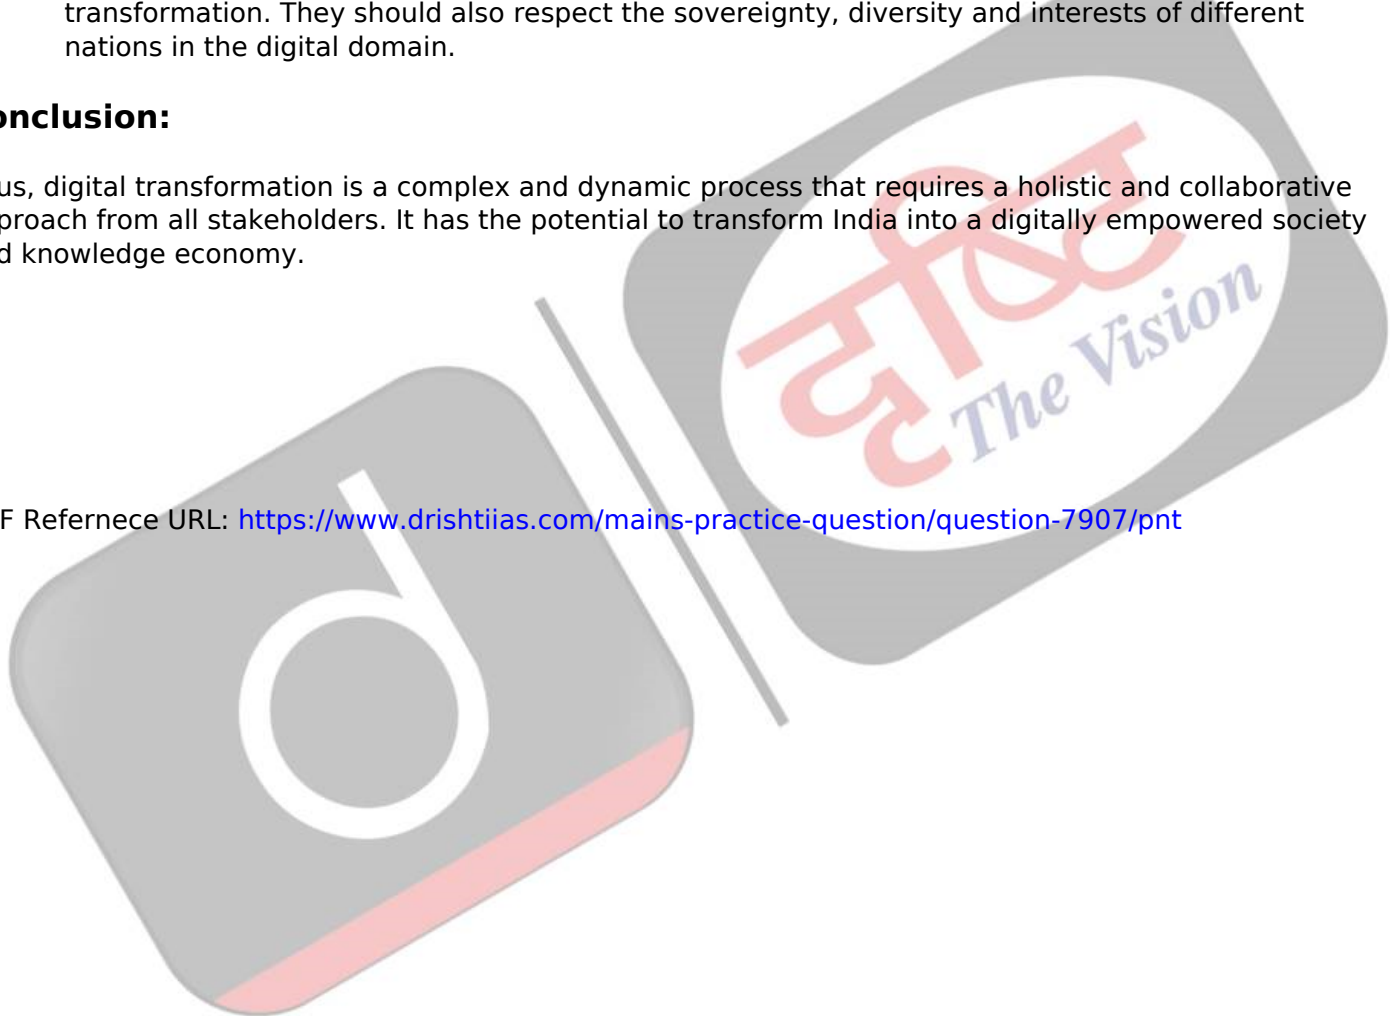 transformation. They should also respect the sovereignty, diversity and interests of different
nations in the digital domain.
onclusion:
us, digital transformation is a complex and dynamic process that requires a holistic and collaborative
proach from all stakeholders. It has the potential to transform India into a digitally empowered society
d knowledge economy.
दृष्टि
The Vision
F Refernece URL: https://www.drishtiias.com/mains-practice-question/question-7907/pnt
d